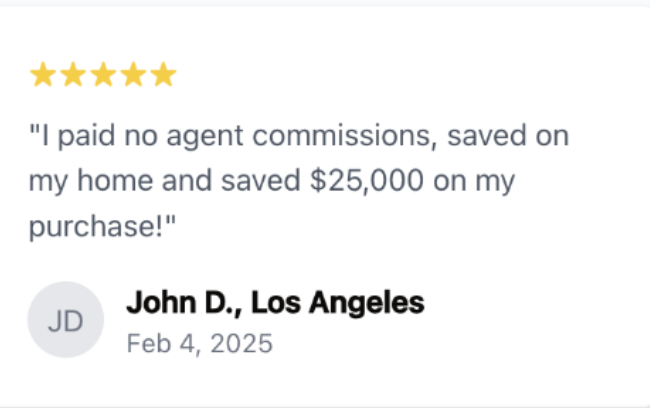 "I paid no agent commissions, saved on
my home and saved $25,000 on my
purchase!"
JD
John D., Los Angeles
Feb 4, 2025